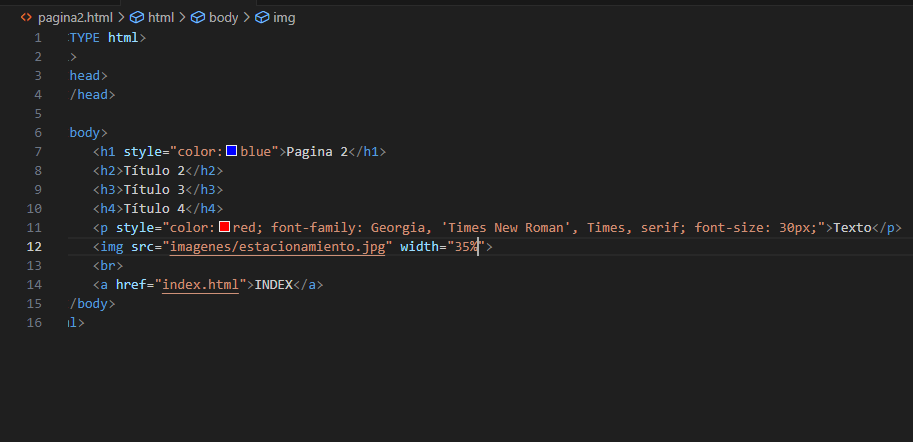 pagina2.html > html > body > img
1 TYPE html>
2 >
3 head>
4 /head>
5
6 body>
7 <h1 style="color:blue">Pagina 2</h1>
8 <h2>Título 2</h2>
9 <h3>Título 3</h3>
10 <h4>Título 4</h4>
11 <p style="color:red; font-family: Georgia, 'Times New Roman', Times, serif; font-size: 30px;">Texto</p>
12 <img src="imagenes/estacionamiento.jpg" width="35%">
13 <br>
14 <a href="index.html">INDEX</a>
15 /body>
16 l>